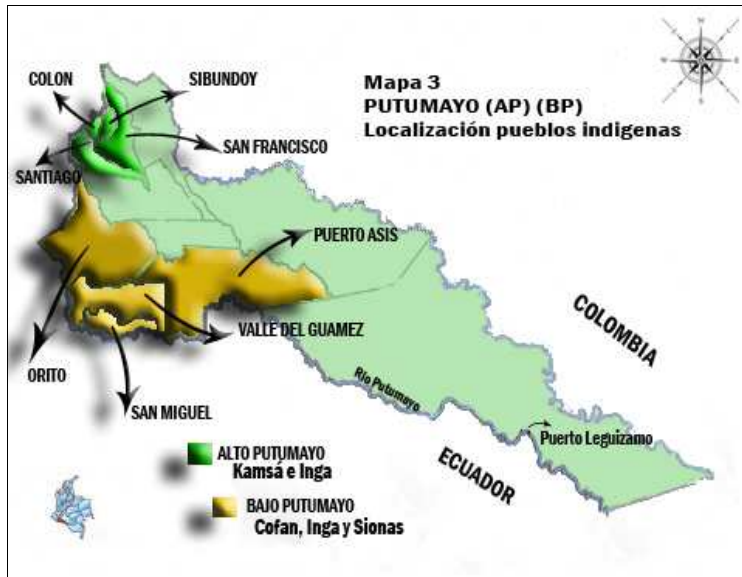 Mapa 3
PUTUMAYO (AP) (BP)
Localización pueblos indigenas
COLON
SIBUNDOY
SAN FRANCISCO
SANTIAGO
PUERTO ASIS
VALLE DEL GUAMEZ
ORITO
SAN MIGUEL
COLOMBIA
Río Putumayo
Puerto Leguizamo
ECUADOR
ALTO PUTUMAYO
Kamsá e Inga
BAJO PUTUMAYO
Cofan, Inga y Sionas